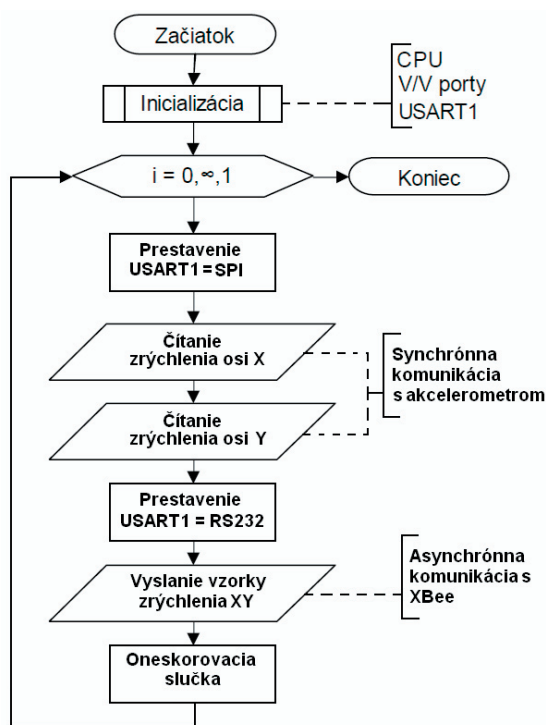 Začiatok
CPU
V/V porty
USART1
Inicializácia
i = 0,∞,1
Koniec
Prestavenie
USART1 = SPI
Čítanie
zrýchlenia osi X
Synchrónna
komunikácia
s akcelerometrom
Čítanie
zrýchlenia osi Y
Prestavenie
USART1 = RS232
Vyslanie vzorky
zrýchlenia XY
Asynchrónna
komunikácia s
XBee
Oneskorovacia
slučka